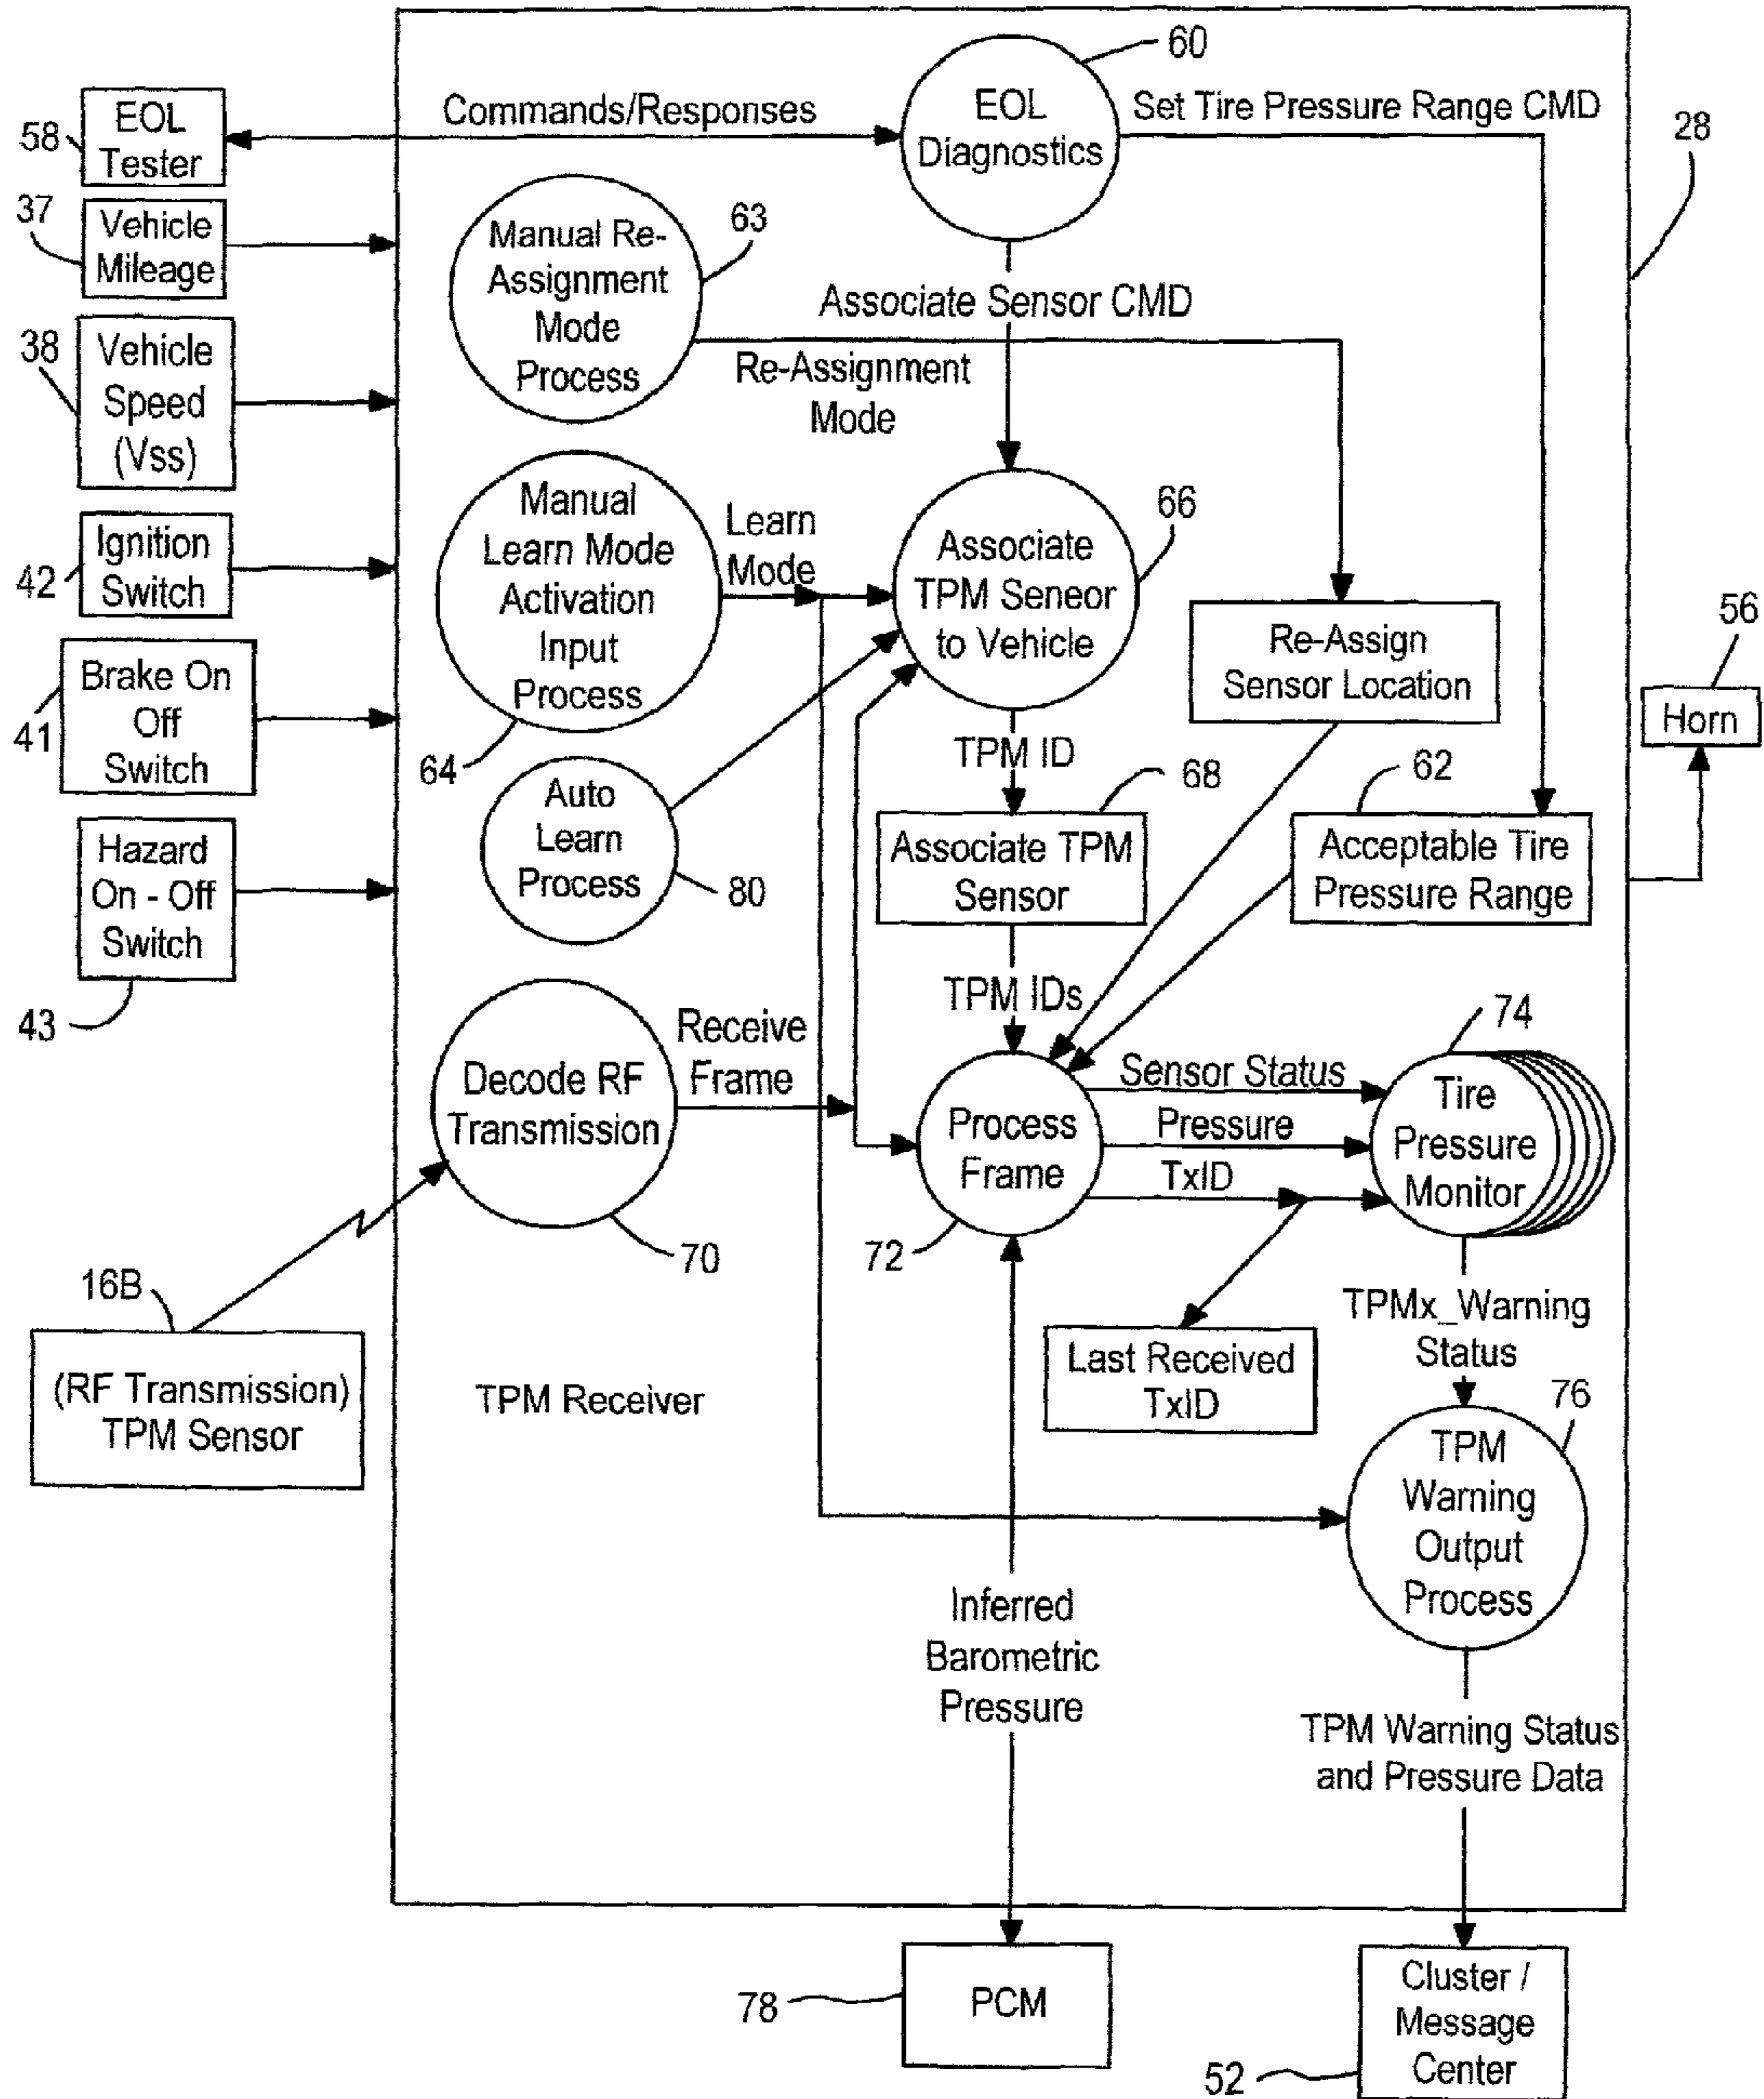 60
EOL
Tester
58
Commands/Responses
EOL
Diagnostics
Set Tire Pressure Range CMD
28
37
Vehicle
Mileage
Manual Re-
Assignment
Mode
Process
63
Associate Sensor CMD
Re-Assignment
Mode
38
Vehicle
Speed
(Vss)
Manual
Learn Mode
Activation
Input
Process
64
Learn
Mode
Associate
TPM Seneor
to Vehicle
66
42
Ignition
Switch
Re-Assign
Sensor Location
56
Horn
41
Brake On
Off
Switch
TPM ID
68
62
Auto
Learn
Process
80
Associate TPM
Sensor
Acceptable Tire
Pressure Range
Hazard
On - Off
Switch
43
TPM IDs
74
Decode RF
Transmission
70
Receive
Frame
Process
Frame
72
Sensor Status
Pressure
TxID
Tire
Pressure
Monitor
16B
(RF Transmission)
TPM Sensor
TPM Receiver
Last Received
TxID
TPMx_Warning
Status
76
TPM
Warning
Output
Process
Inferred
Barometric
Pressure
TPM Warning Status
and Pressure Data
78
PCM
Cluster /
Message
Center
52